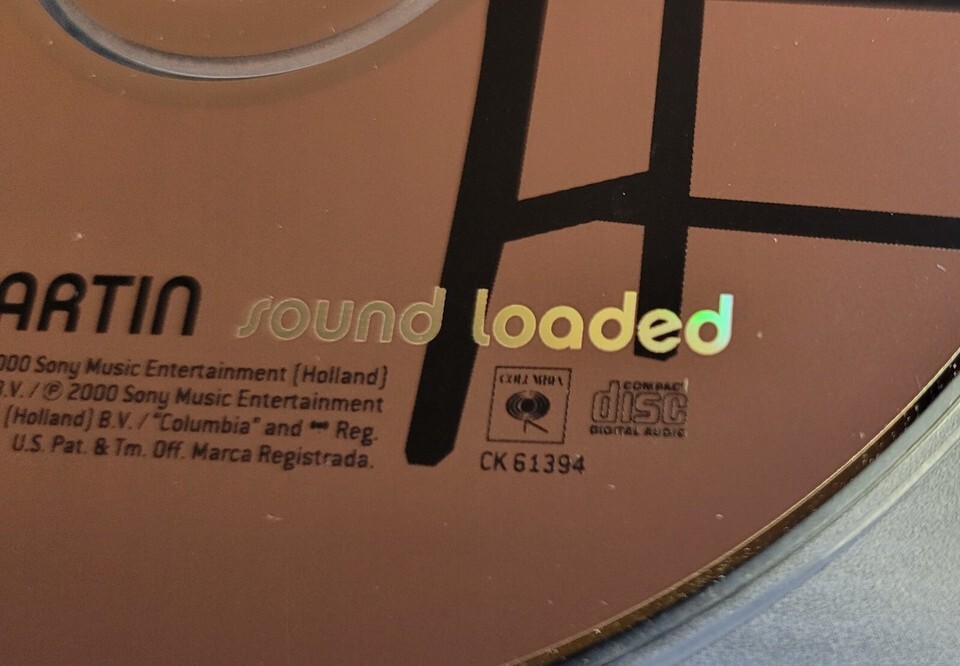 ARTIN sound loaded
000 Sony Music Entertainment (Holland)
B.V. / ℗ 2000 Sony Music Entertainment
(Holland) B.V. / "Columbia" and Reg.
U.S. Pat. & Tm. Off. Marca Registrada.
COLUMBIA
COMPACT
disc
DIGITAL AUDIO
CK 61394